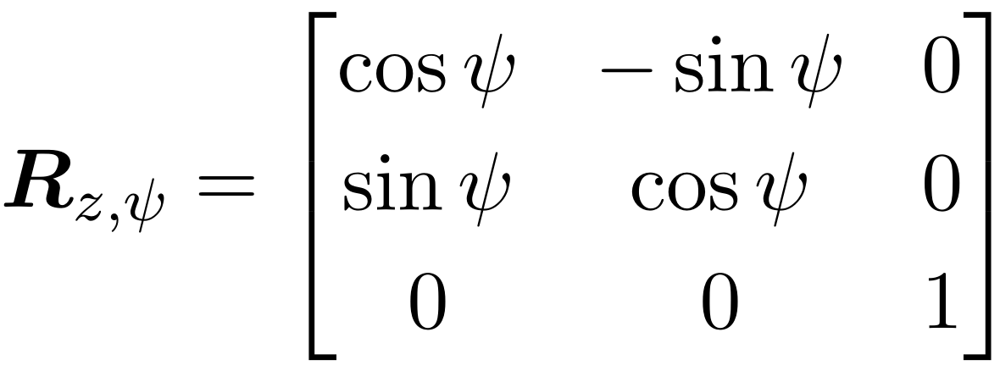 R_{z,ψ} = [ cos ψ  − sin ψ  0
sin ψ  cos ψ  0
0  0  1 ]